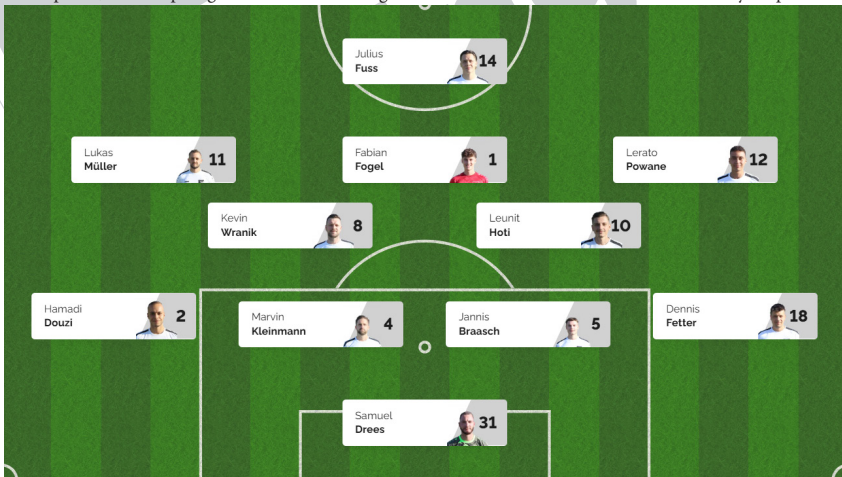 Julius
Fuss
14
Lukas
Müller
11
Fabian
Fogel
1
Lerato
Powane
12
Kevin
Wranik
8
Leunit
Hoti
10
Hamadi
Douzi
2
Marvin
Kleinmann
4
Jannis
Braasch
5
Dennis
Fetter
18
Samuel
Drees
31